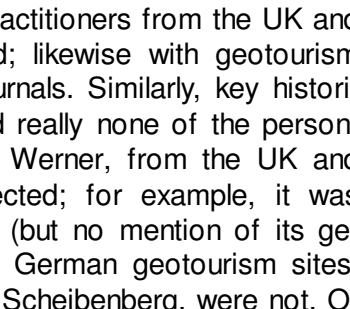 actitioners from the UK and
d; likewise with geotourism
urnals. Similarly, key histori
d really none of the person
Werner, from the UK and
ected; for example, it was
(but no mention of its ge
German geotourism sites
Scheibenberg, were not. O